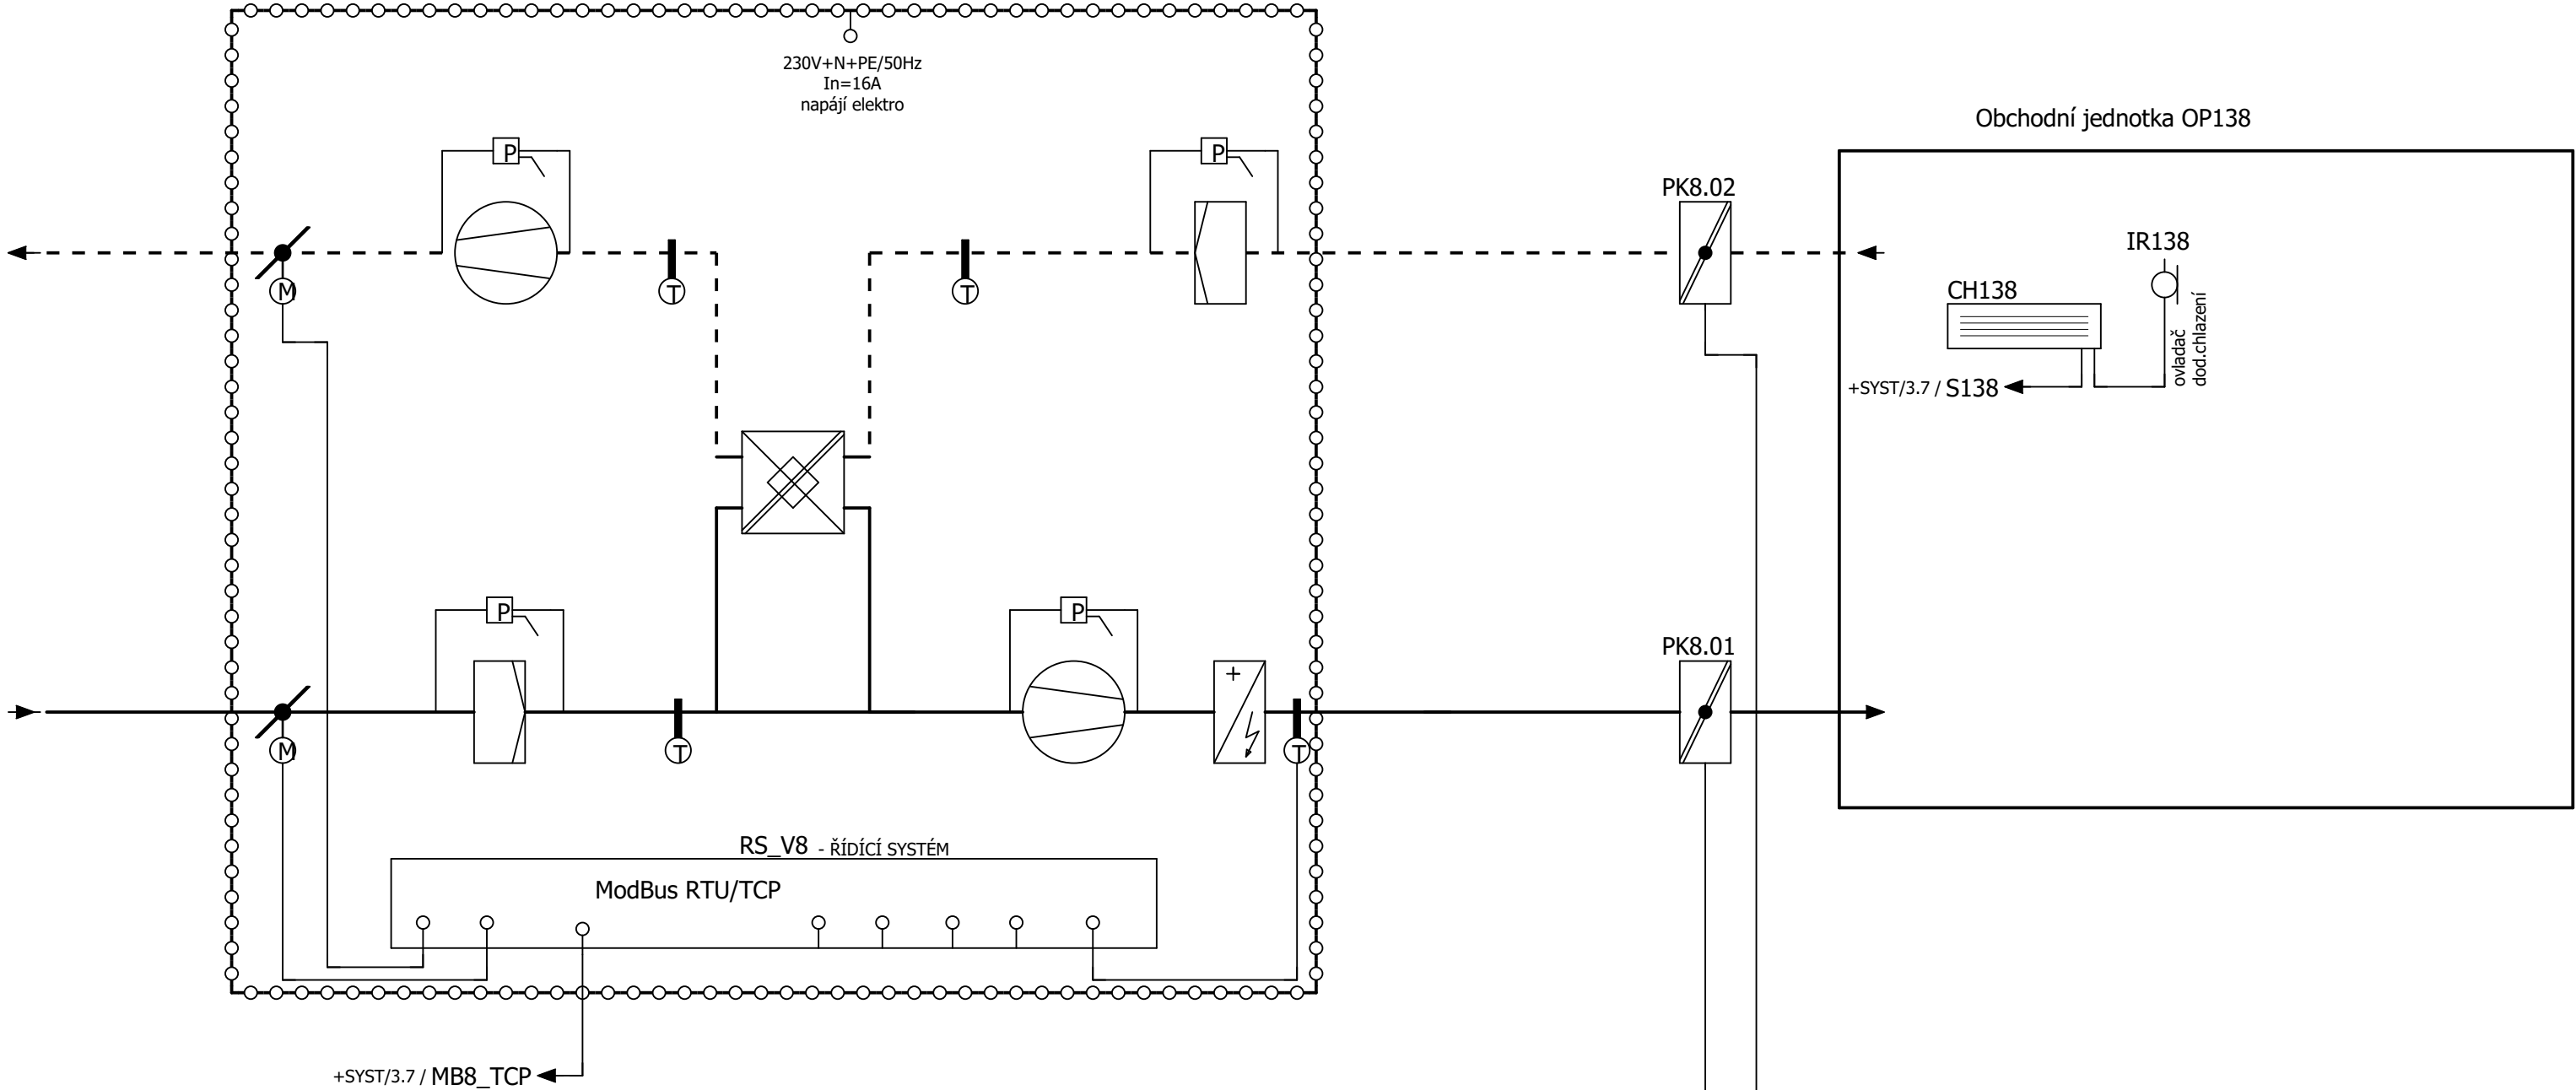 230V+N+PE/50Hz
In=16A
napájí elektro
Obchodní jednotka OP138
P
P
PK8.02
IR138
M
T
T
CH138
ovladač
dod.chlazení
+SYST/3.7 / S138
P
P
PK8.01
+
M
T
T
RS_V8 - ŘÍDÍCÍ SYSTÉM
ModBus RTU/TCP
+SYST/3.7 / MB8_TCP